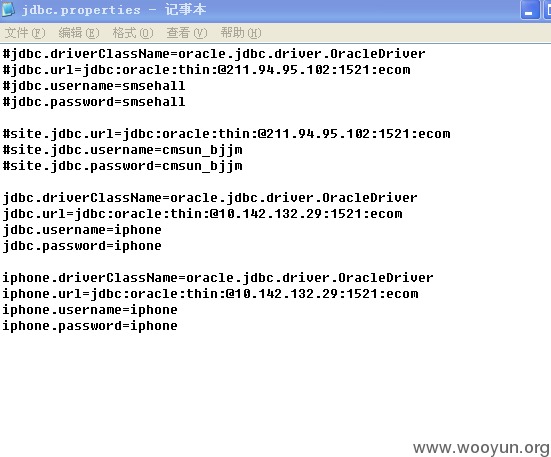 jdbc.properties - 记事本
文件(F) 编辑(E) 格式(O) 查看(V) 帮助(H)
#jdbc.driverClassName=oracle.jdbc.driver.OracleDriver
#jdbc.url=jdbc:oracle:thin:@211.94.95.102:1521:ecom
#jdbc.username=smsehall
#jdbc.password=smsehall
#site.jdbc.url=jdbc:oracle:thin:@211.94.95.102:1521:ecom
#site.jdbc.username=cmsun_bjjm
#site.jdbc.password=cmsun_bjjm
jdbc.driverClassName=oracle.jdbc.driver.OracleDriver
jdbc.url=jdbc:oracle:thin:@10.142.132.29:1521:ecom
jdbc.username=iphone
jdbc.password=iphone
iphone.driverClassName=oracle.jdbc.driver.OracleDriver
iphone.url=jdbc:oracle:thin:@10.142.132.29:1521:ecom
iphone.username=iphone
iphone.password=iphone
www.wooyun.org